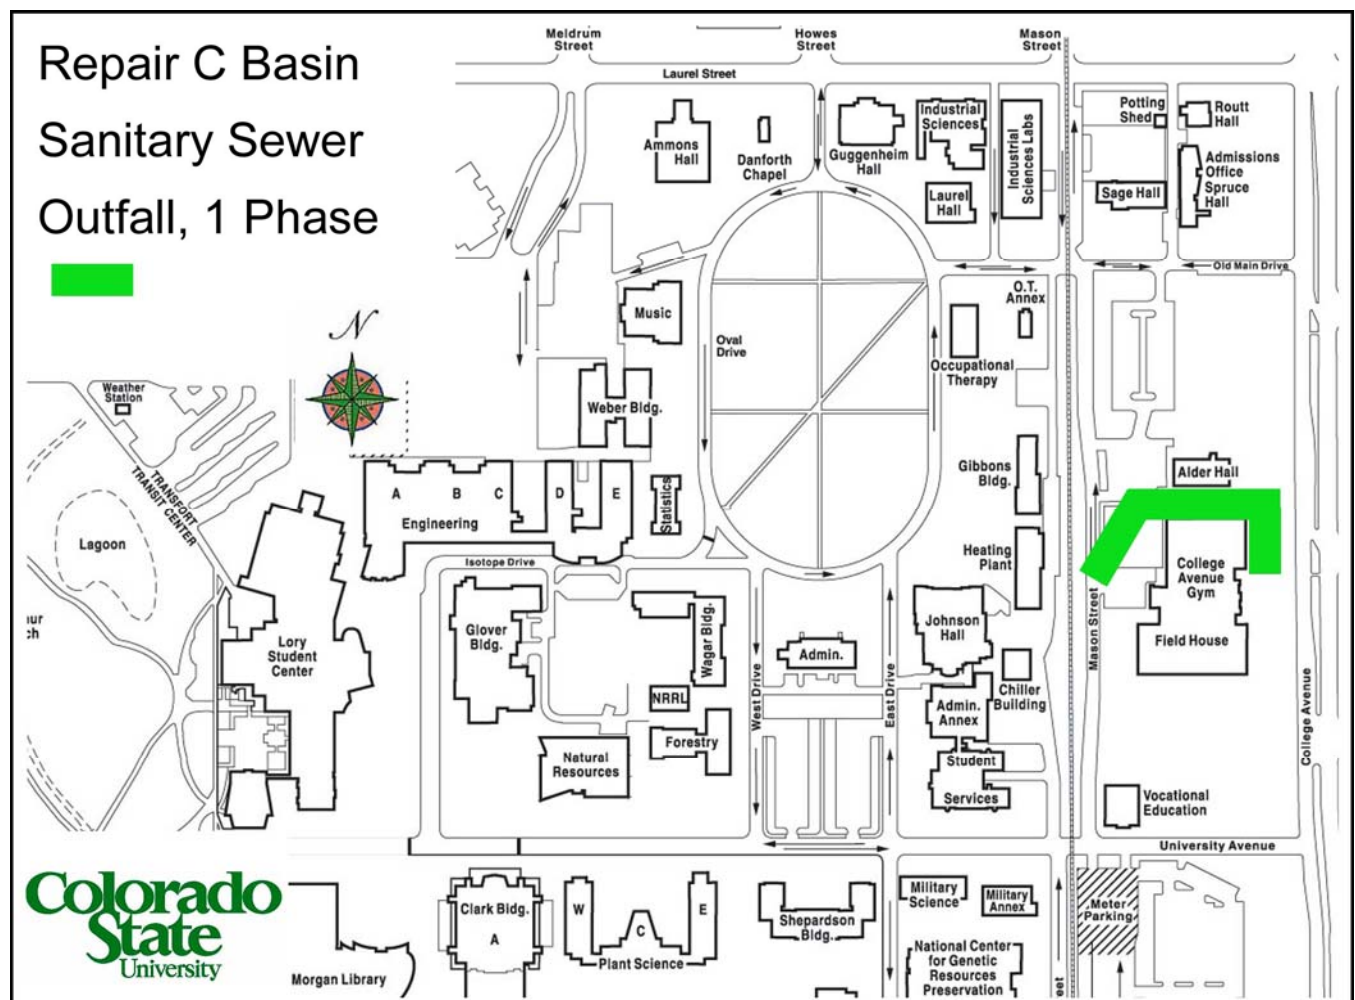 Repair C Basin
Sanitary Sewer
Outfall, 1 Phase
Meldrum
Street
Howes
Street
Mason
Street
Laurel Street
Ammons
Hall
Danforth
Chapel
Guggenheim
Hall
Industrial
Sciences
Laurel
Hall
Industrial
Sciences Labs
Potting
Shed
Routt
Hall
Sage Hall
Admissions
Office
Spruce
Hall
Old Main Drive
N
Music
Oval
Drive
O.T.
Annex
Occupational
Therapy
Weather
Station
Weber Bldg.
TRANSFORT
TRANSIT CENTER
Lagoon
A
B
C
D
E
Engineering
Statistics
Gibbons
Bldg.
Alder Hall
Isotope Drive
Heating
Plant
College
Avenue
Gym
Field House
Mason Street
Glover
Bldg.
Wagar Bldg.
Johnson
Hall
Lory
Student
Center
Admin.
NRRL
West Drive
East Drive
Chiller
Building
Admin.
Annex
Forestry
Natural
Resources
Student
Services
College Avenue
Vocational
Education
University Avenue
Colorado
State
University
Morgan Library
Clark Bldg.
A
W
C
E
Plant Science
Shepardson
Bldg.
Military
Science
Military
Annex
Meter
Parking
National Center
for Genetic
Resources
Preservation